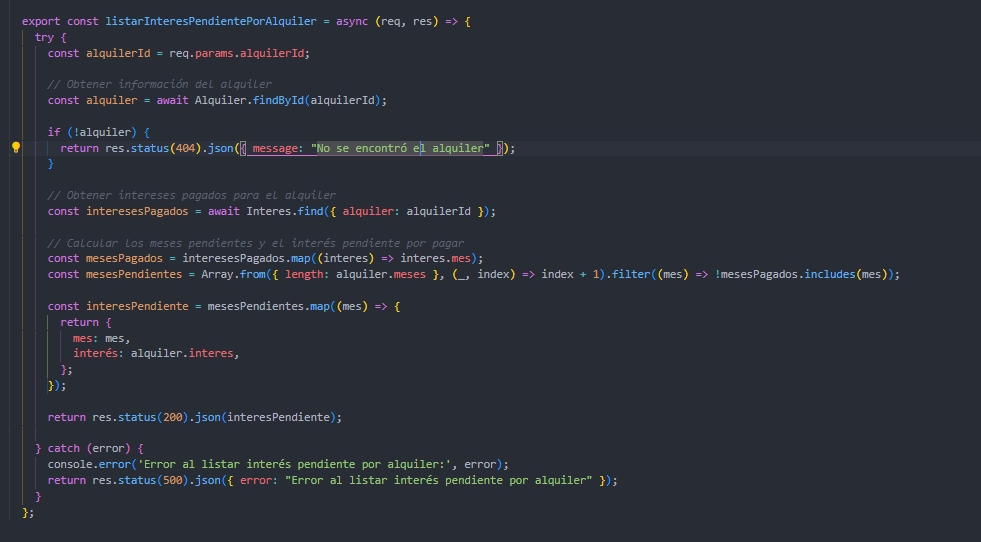 export const listarInteresPendientePorAlquiler = async (req, res) => {
try {
const alquilerId = req.params.alquilerId;
// Obtener información del alquiler
const alquiler = await Alquiler.findById(alquilerId);
if (!alquiler) {
return res.status(404).json({ message: "No se encontró el alquiler" });
}
// Obtener intereses pagados para el alquiler
const interesesPagados = await Interes.find({ alquiler: alquilerId });
// Calcular los meses pendientes y el interés pendiente por pagar
const mesesPagados = interesesPagados.map((interes) => interes.mes);
const mesesPendientes = Array.from({ length: alquiler.meses }, (_, index) => index + 1).filter((mes) => !mesesPagados.includes(mes));
const interesPendiente = mesesPendientes.map((mes) => {
return {
mes: mes,
interés: alquiler.interes,
};
});
return res.status(200).json(interesPendiente);
} catch (error) {
console.error('Error al listar interés pendiente por alquiler:', error);
return res.status(500).json({ error: "Error al listar interés pendiente por alquiler" });
}
};